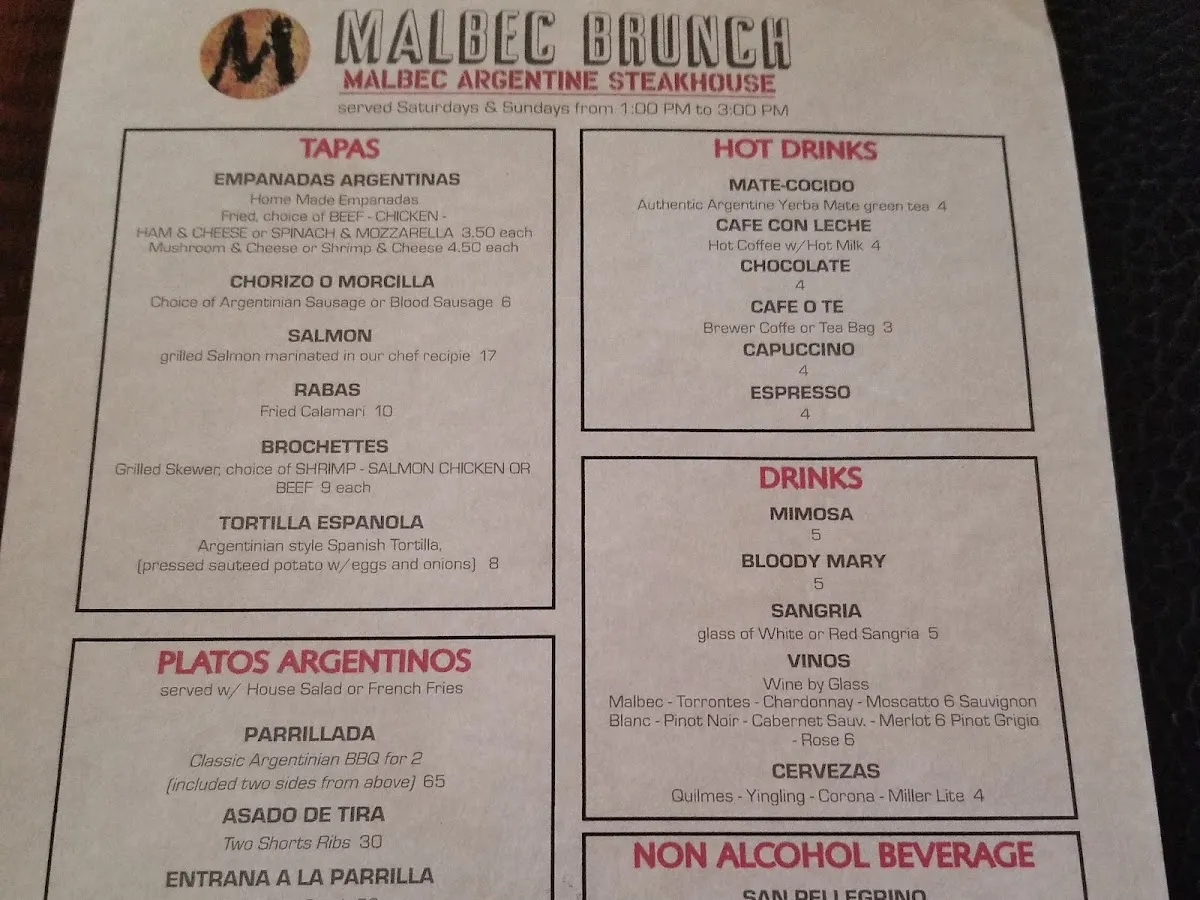 M
MALBEC BRUNCH
MALBEC ARGENTINE STEAKHOUSE
served Saturdays & Sundays from 1:00 PM to 3:00 PM
TAPAS
EMPANADAS ARGENTINAS
Home Made Empanadas
Fried, choice of BEEF - CHICKEN -
HAM & CHEESE or SPINACH & MOZZARELLA 3.50 each
Mushroom & Cheese or Shrimp & Cheese 4.50 each
CHORIZO O MORCILLA
Choice of Argentinian Sausage or Blood Sausage 6
SALMON
grilled Salmon marinated in our chef recipie 17
RABAS
Fried Calamari 10
BROCHETTES
Grilled Skewer, choice of SHRIMP - SALMON CHICKEN OR
BEEF 9 each
TORTILLA ESPANOLA
Argentinian style Spanish Tortilla,
(pressed sauteed potato w/eggs and onions) 8
PLATOS ARGENTINOS
served w/ House Salad or French Fries
PARRILLADA
Classic Argentinian BBQ for 2
(included two sides from above) 65
ASADO DE TIRA
Two Shorts Ribs 30
ENTRANA A LA PARRILLA
HOT DRINKS
MATE-COCIDO
Authentic Argentine Yerba Mate green tea 4
CAFE CON LECHE
Hot Coffee w/Hot Milk 4
CHOCOLATE
4
CAFE O TE
Brewer Coffe or Tea Bag 3
CAPUCCINO
4
ESPRESSO
4
DRINKS
MIMOSA
5
BLOODY MARY
5
SANGRIA
glass of White or Red Sangria 5
VINOS
Wine by Glass
Malbec - Torrontes - Chardonnay - Moscatto 6 Sauvignon
Blanc - Pinot Noir - Cabernet Sauv. - Merlot 6 Pinot Grigio
- Rose 6
CERVEZAS
Quilmes - Yingling - Corona - Miller Lite 4
NON ALCOHOL BEVERAGE
SAN PELLEGRINO